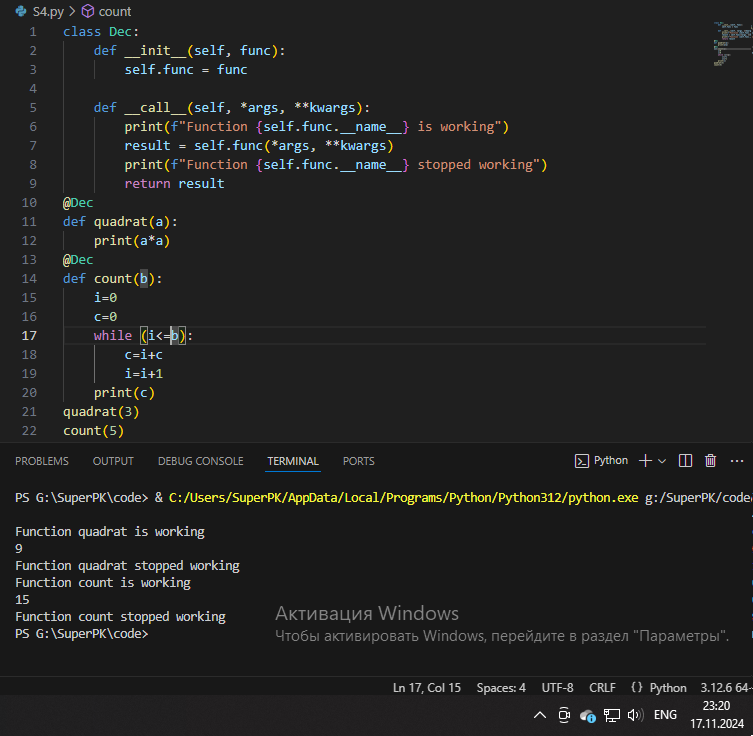 S4.py > count
1 class Dec:
2     def __init__(self, func):
3         self.func = func
4
5     def __call__(self, *args, **kwargs):
6         print(f"Function {self.func.__name__} is working")
7         result = self.func(*args, **kwargs)
8         print(f"Function {self.func.__name__} stopped working")
9         return result
10 @Dec
11 def quadrat(a):
12     print(a*a)
13 @Dec
14 def count(b):
15     i=0
16     c=0
17     while (i<=b):
18         c=i+c
19         i=i+1
20     print(c)
21 quadrat(3)
22 count(5)
PROBLEMS OUTPUT DEBUG CONSOLE TERMINAL PORTS Python
PS G:\SuperPK\code> & C:/Users/SuperPK/AppData/Local/Programs/Python/Python312/python.exe g:/SuperPK/code
Function quadrat is working
9
Function quadrat stopped working
Function count is working
15
Function count stopped working
PS G:\SuperPK\code>
Активация Windows
Чтобы активировать Windows, перейдите в раздел "Параметры".
Ln 17, Col 15 Spaces: 4 UTF-8 CRLF {} Python 3.12.6 64-
ENG 23:20
17.11.2024